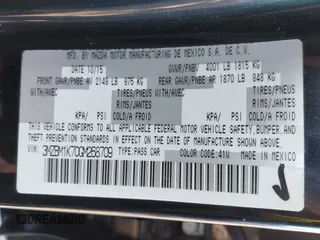 MFD. BY MAZDA MOTOR MANUFACTURING DE MEXICO S.A. DE C.V.
DATE: 10/15 GVWR/PNBV 4001 LB 1815 KG
FRONT GAWR/PNBE AV 2149 LB 975 KG REAR GAWR/PNBE AR 1870 LB 848 KG
WITH/AVEC TIRES/PNEUS WITH/AVEC TIRES/PNEUS
RIMS/JANTES RIMS/JANTES
KPA/ PSI COLD/A FROID KPA/ PSI COLD/A FROID
THIS VEHICLE CONFORMS TO ALL APPLICABLE FEDERAL MOTOR VEHICLE
SAFETY, BUMPER, AND THEFT PREVENTION STANDARDS IN EFFECT
ON THE DATE OF MANUFACTURE SHOWN ABOVE.
TYPE:PASS CAR COLOR CODE:41W
MADE IN MEXICO